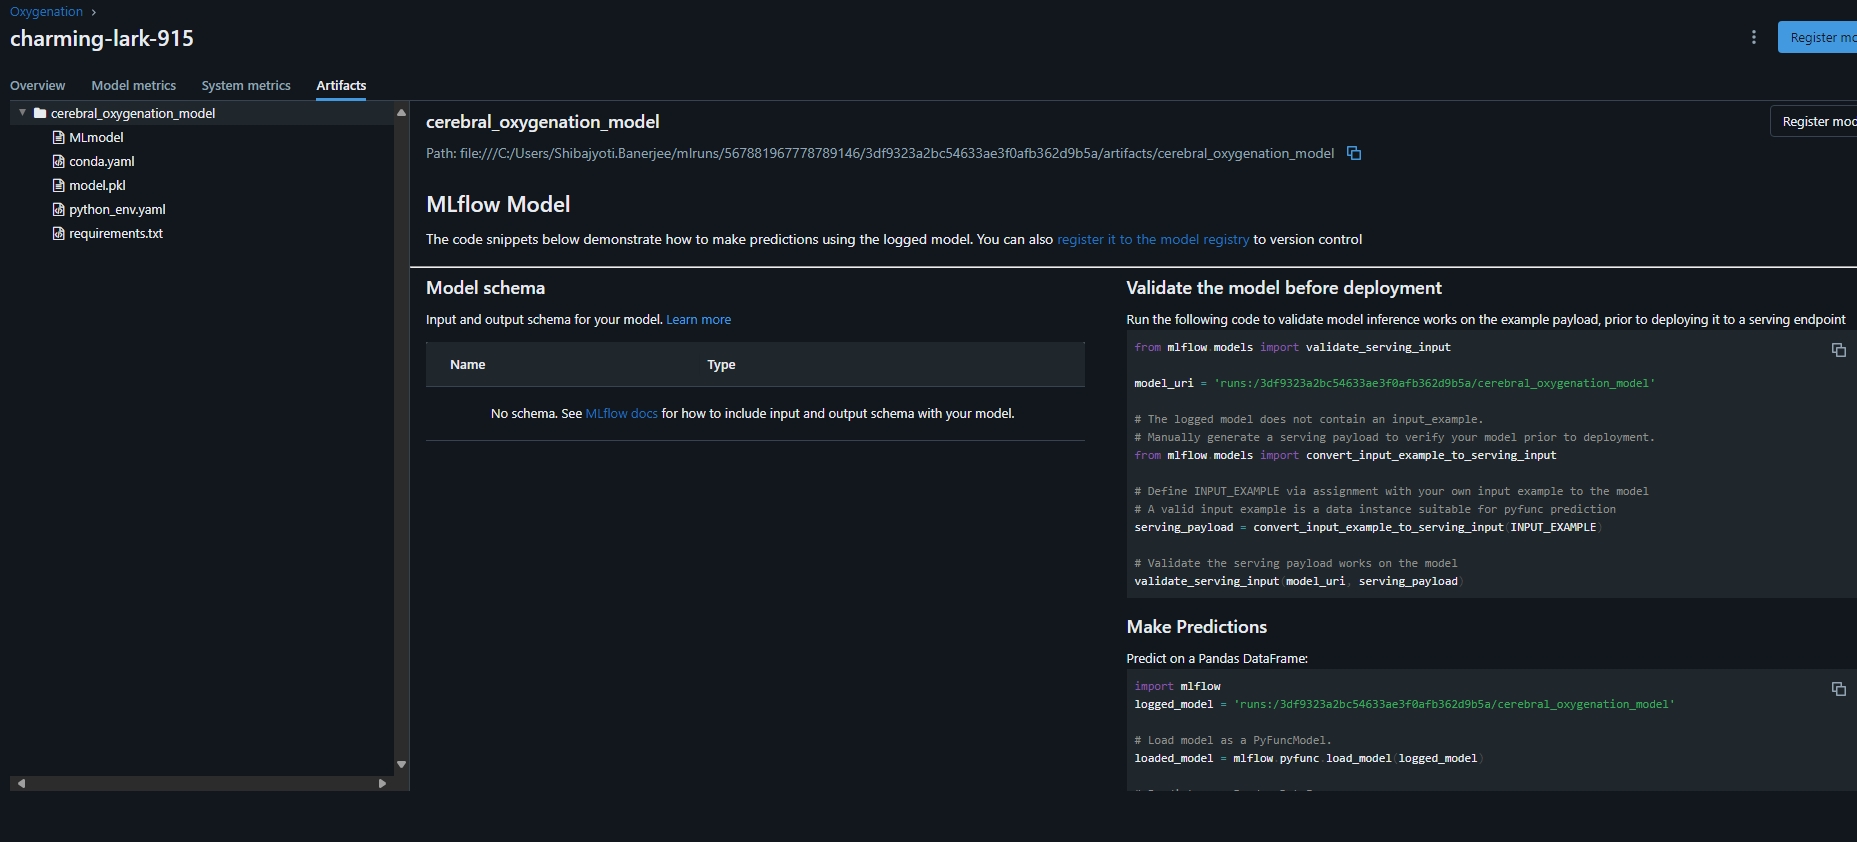 Oxygenation ›
charming-lark-915
Register mo
Overview Model metrics System metrics Artifacts
cerebral_oxygenation_model
MLmodel
conda.yaml
model.pkl
python_env.yaml
requirements.txt
cerebral_oxygenation_model
Register mod
Path: file:///C:/Users/Shibajyoti.Banerjee/mlruns/567881967778789146/3df9323a2bc54633ae3f0afb362d9b5a/artifacts/cerebral_oxygenation_model
MLflow Model
The code snippets below demonstrate how to make predictions using the logged model. You can also register it to the model registry to version control
Model schema
Input and output schema for your model. Learn more
Name Type
No schema. See MLflow docs for how to include input and output schema with your model.
Validate the model before deployment
Run the following code to validate model inference works on the example payload, prior to deploying it to a serving endpoint
from mlflow.models import validate_serving_input
model_uri = 'runs:/3df9323a2bc54633ae3f0afb362d9b5a/cerebral_oxygenation_model'
# The logged model does not contain an input_example.
# Manually generate a serving payload to verify your model prior to deployment.
from mlflow.models import convert_input_example_to_serving_input
# Define INPUT_EXAMPLE via assignment with your own input example to the model
# A valid input example is a data instance suitable for pyfunc prediction
serving_payload = convert_input_example_to_serving_input(INPUT_EXAMPLE)
# Validate the serving payload works on the model
validate_serving_input(model_uri, serving_payload)
Make Predictions
Predict on a Pandas DataFrame:
import mlflow
logged_model = 'runs:/3df9323a2bc54633ae3f0afb362d9b5a/cerebral_oxygenation_model'
# Load model as a PyFuncModel.
loaded_model = mlflow.pyfunc.load_model(logged_model)